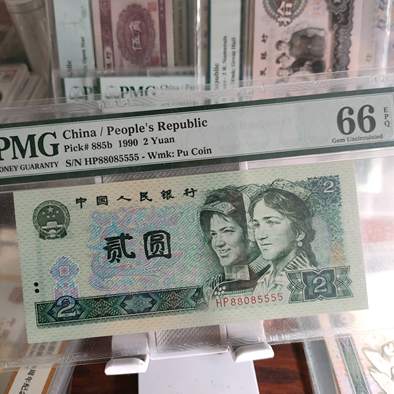 PMG
MONEY GUARANTY
China / People's Republic
Pick# 885b 1990 2 Yuan
S/N HP88085555 - Wmk: Pu Coin
66 EPQ
Gem Uncirculated
中国人民银行
贰圆
2
2
2
HP88085555
China /